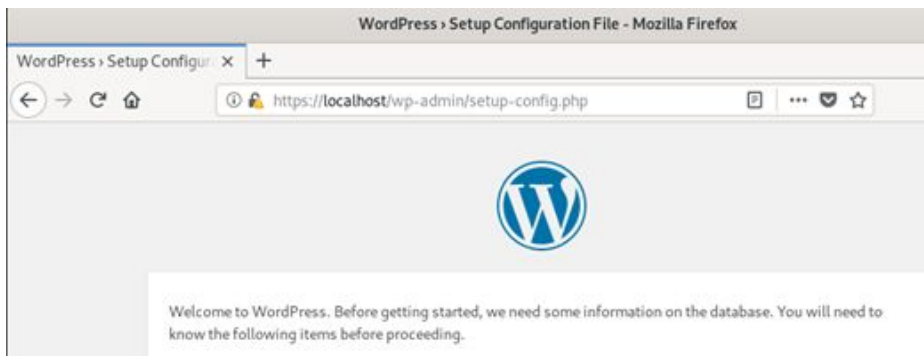 WordPress › Setup Configuration File - Mozilla Firefox
WordPress › Setup Configur
https://localhost/wp-admin/setup-config.php
W
Welcome to WordPress. Before getting started, we need some information on the database. You will need to
know the following items before proceeding.